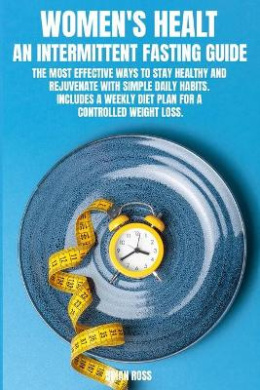 WOMEN'S HEALT
AN INTERMITTENT FASTING GUIDE
THE MOST EFFECTIVE WAYS TO STAY HEALTHY AND
REJUVENATE WITH SIMPLE DAILY HABITS.
INCLUDES A WEEKLY DIET PLAN FOR A
CONTROLLED WEIGHT LOSS.
ROSS